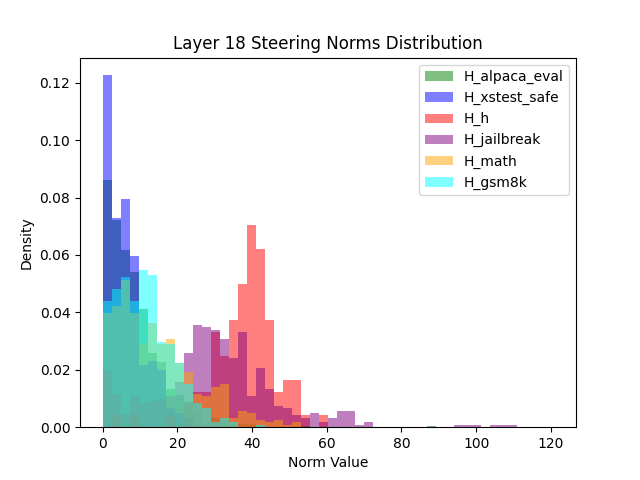 Layer 18 Steering Norms Distribution
H_alpaca_eval
H_xstest_safe
H_h
H_jailbreak
H_math
H_gsm8k
0.12
0.10
0.08
0.06
0.04
0.02
0.00
Density
0 20 40 60 80 100 120
Norm Value